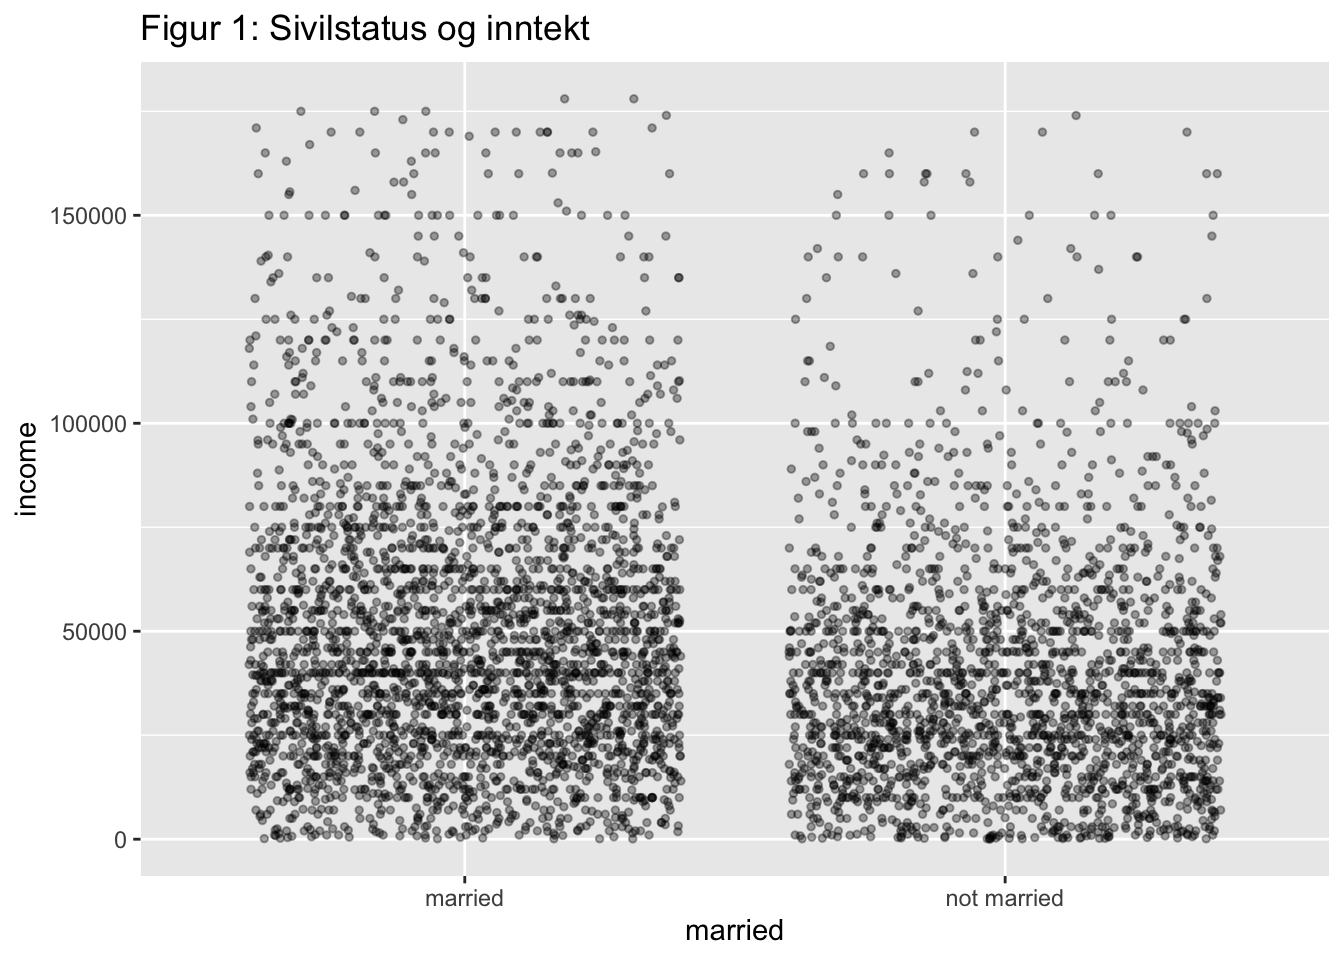 Figur 1: Sivilstatus og inntekt
150000
100000
50000
0
income
married
not married
married